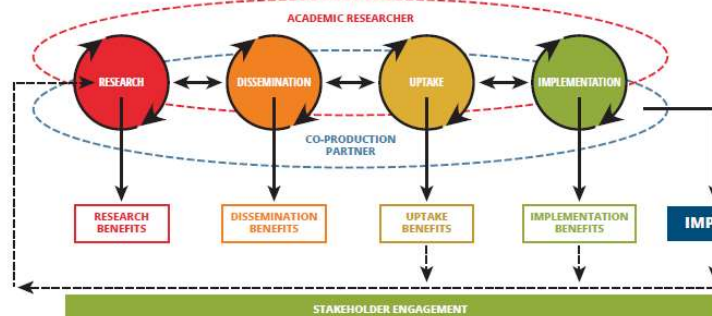 ACADEMIC RESEARCHER
RESEARCH
DISSEMINATION
UPTAKE
IMPLEMENTATION
CO-PRODUCTION
PARTNER
RESEARCH
BENEFITS
DISSEMINATION
BENEFITS
UPTAKE
BENEFITS
IMPLEMENTATION
BENEFITS
IMP
STAKEHOLDER ENGAGEMENT